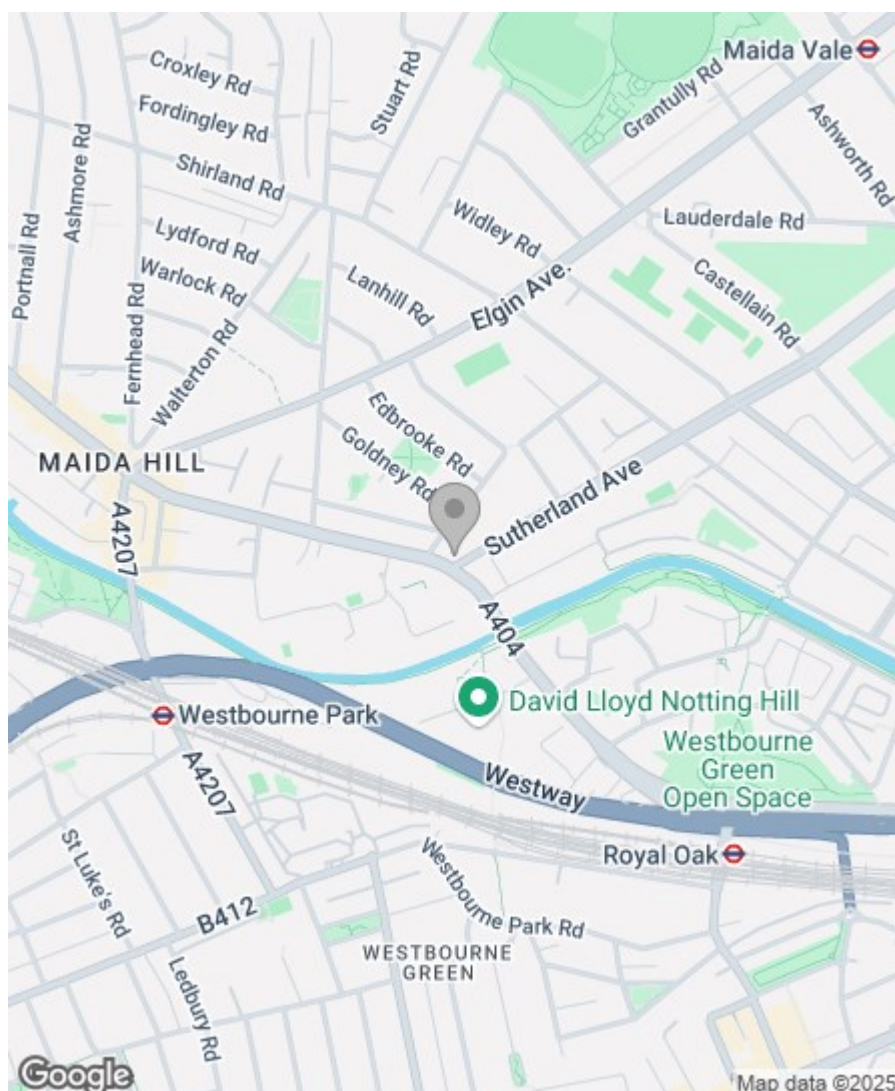 Maida Vale
Croxley Rd
Stuart Rd
Grantully Rd
Fordingley Rd
Ashworth Rd
Ashmore Rd
Shirland Rd
Widley Rd
Lauderdale Rd
Portnall Rd
Lydford Rd
Warlock Rd
Lanhill Rd
Elgin Ave.
Castellain Rd
Fernhead Rd
Walterton Rd
Edbrooke Rd
Goldney Rd
MAIDA HILL
Sutherland Ave
A4207
A404
Westbourne Park
David Lloyd Notting Hill
A4207
Westway
Westbourne
Green
Open Space
St Luke's Rd
Royal Oak
Westbourne Park Rd
B412
Ledbury Rd
WESTBOURNE
GREEN
Google
Map data ©2025